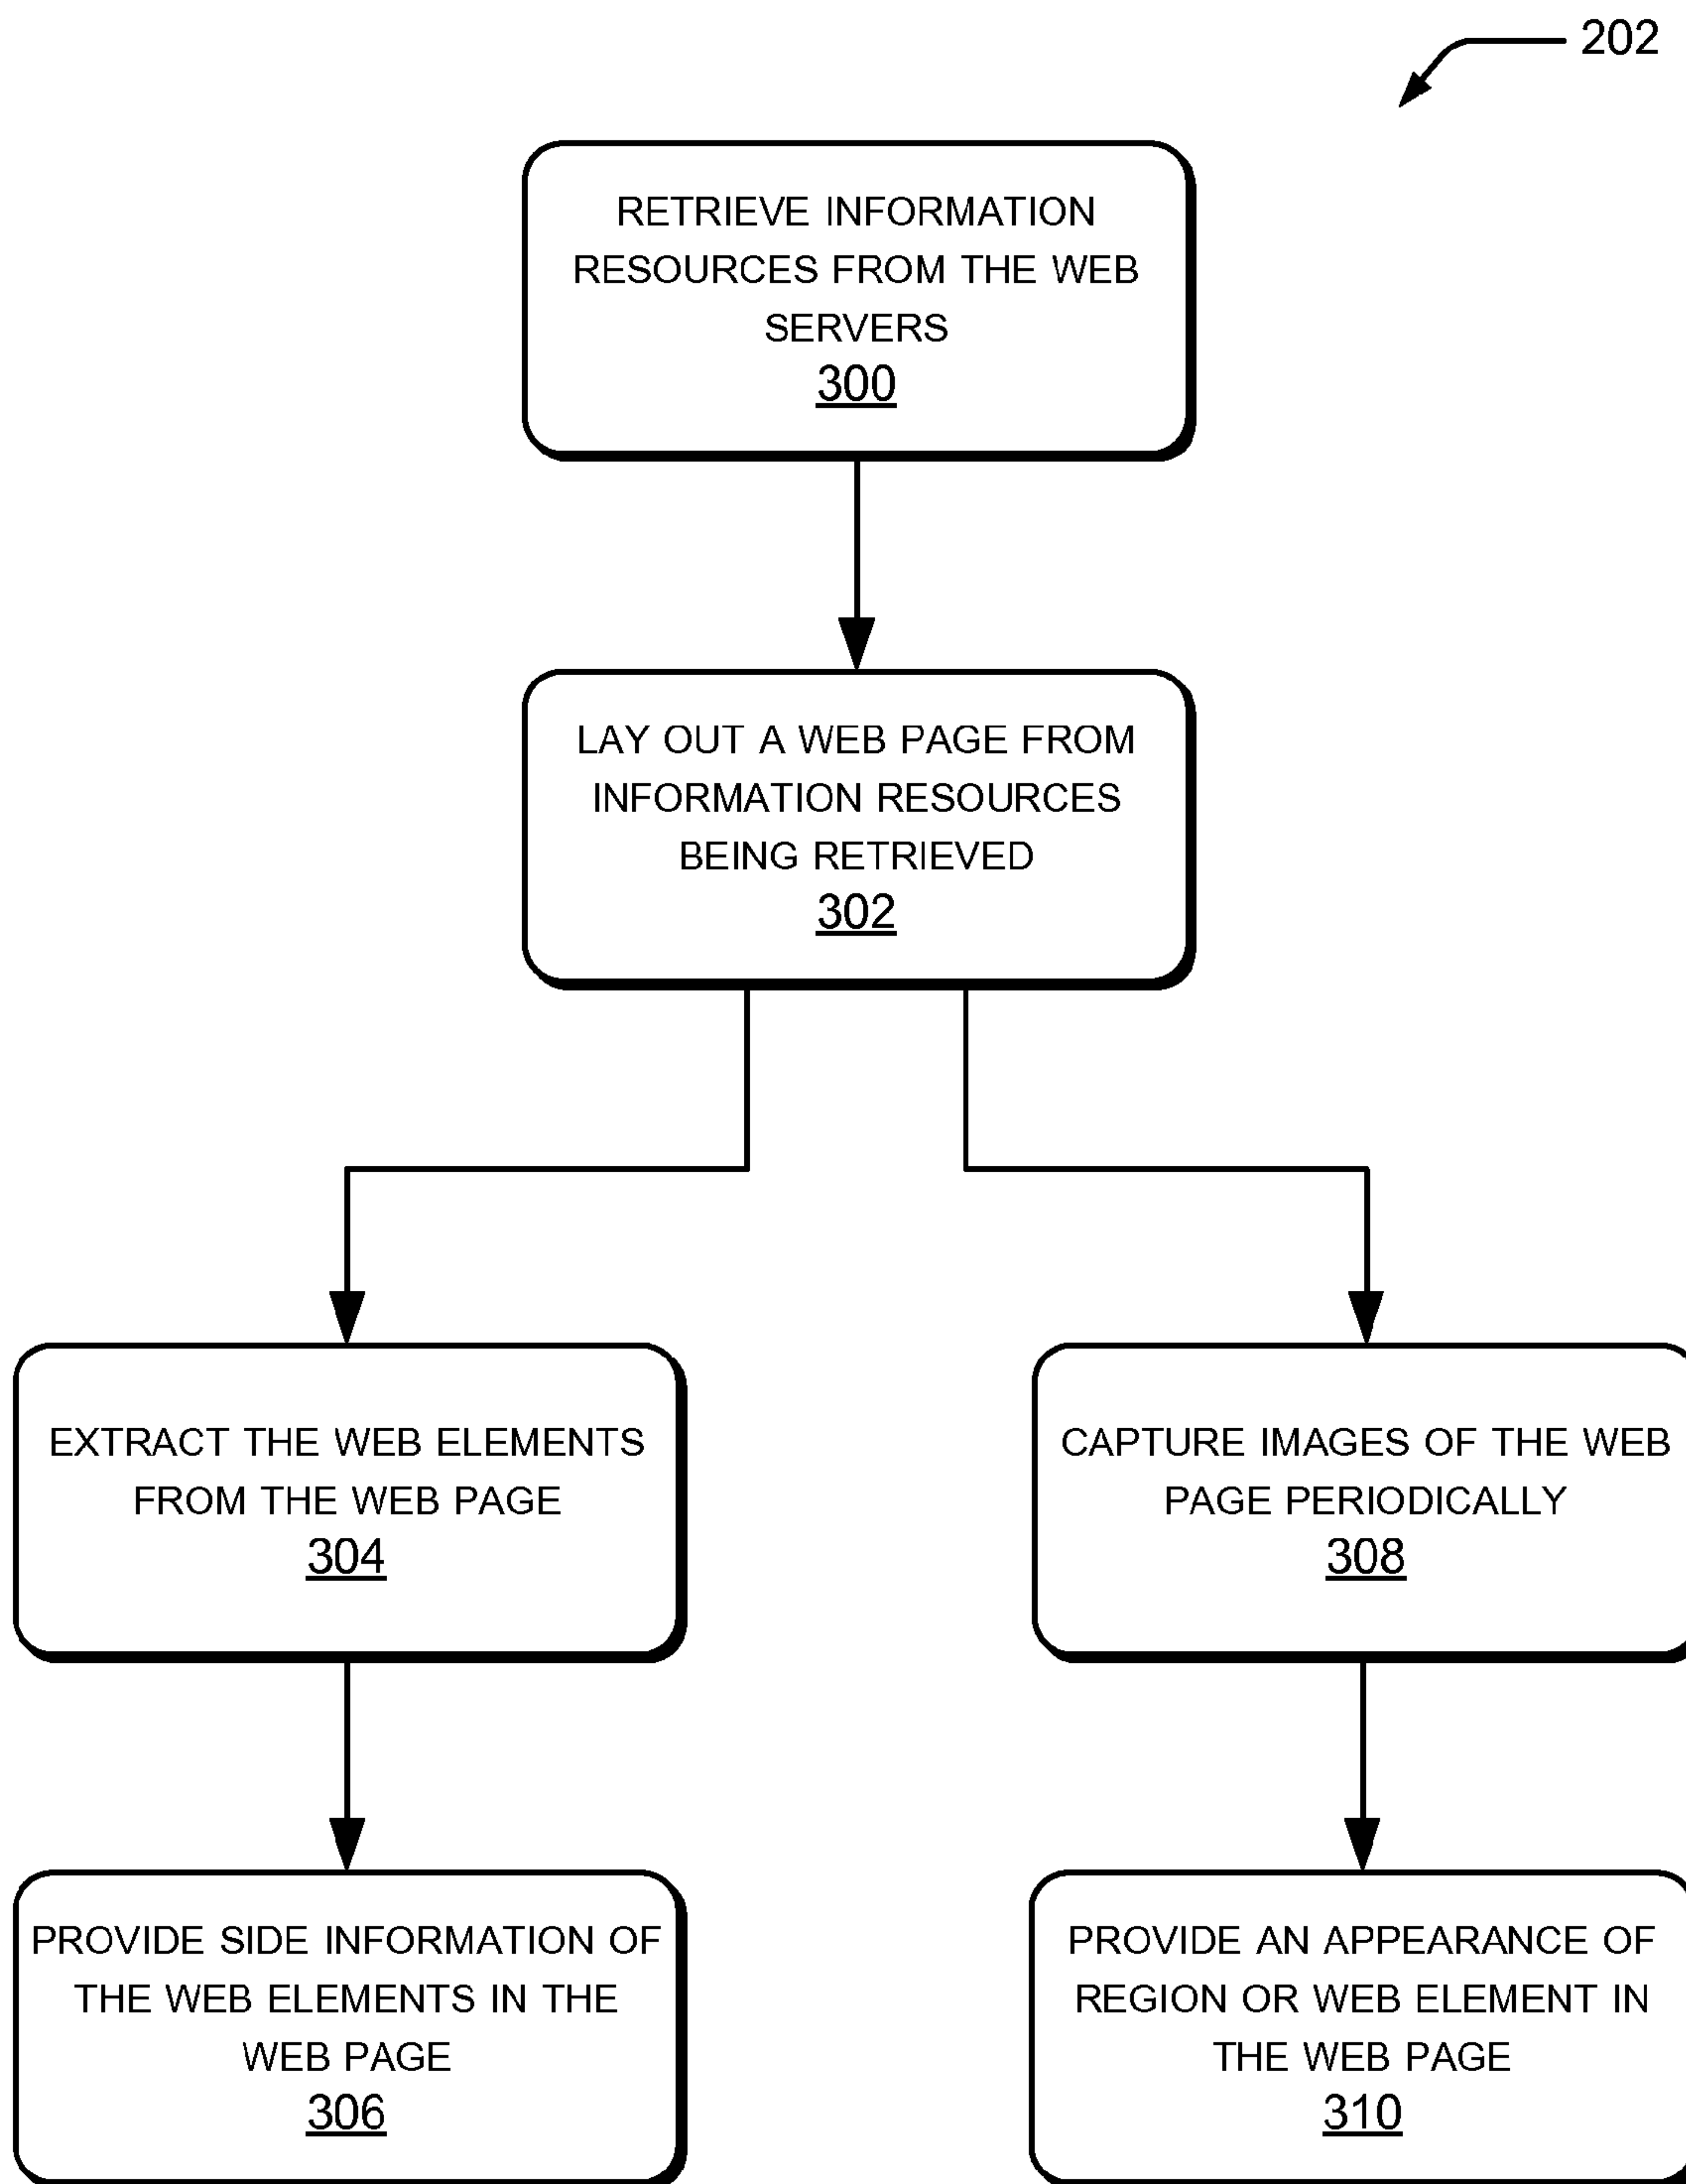 202
RETRIEVE INFORMATION
RESOURCES FROM THE WEB
SERVERS
300
LAY OUT A WEB PAGE FROM
INFORMATION RESOURCES
BEING RETRIEVED
302
EXTRACT THE WEB ELEMENTS
FROM THE WEB PAGE
304
CAPTURE IMAGES OF THE WEB
PAGE PERIODICALLY
308
PROVIDE SIDE INFORMATION OF
THE WEB ELEMENTS IN THE
WEB PAGE
306
PROVIDE AN APPEARANCE OF
REGION OR WEB ELEMENT IN
THE WEB PAGE
310